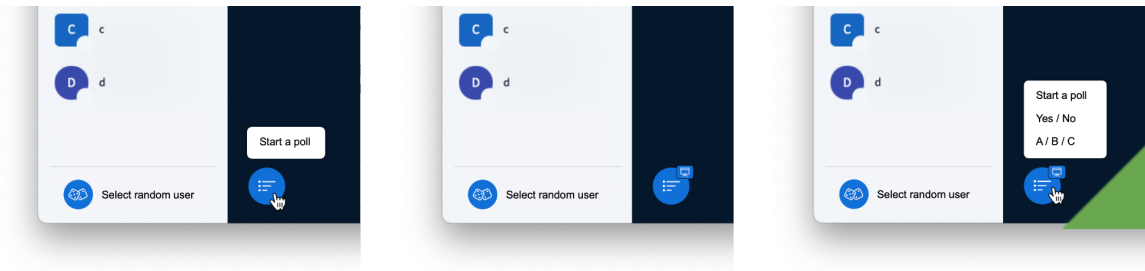 C c
D d
Start a poll
Select random user
C c
D d
Select random user
C c
D d
Start a poll
Yes / No
A / B / C
Select random user